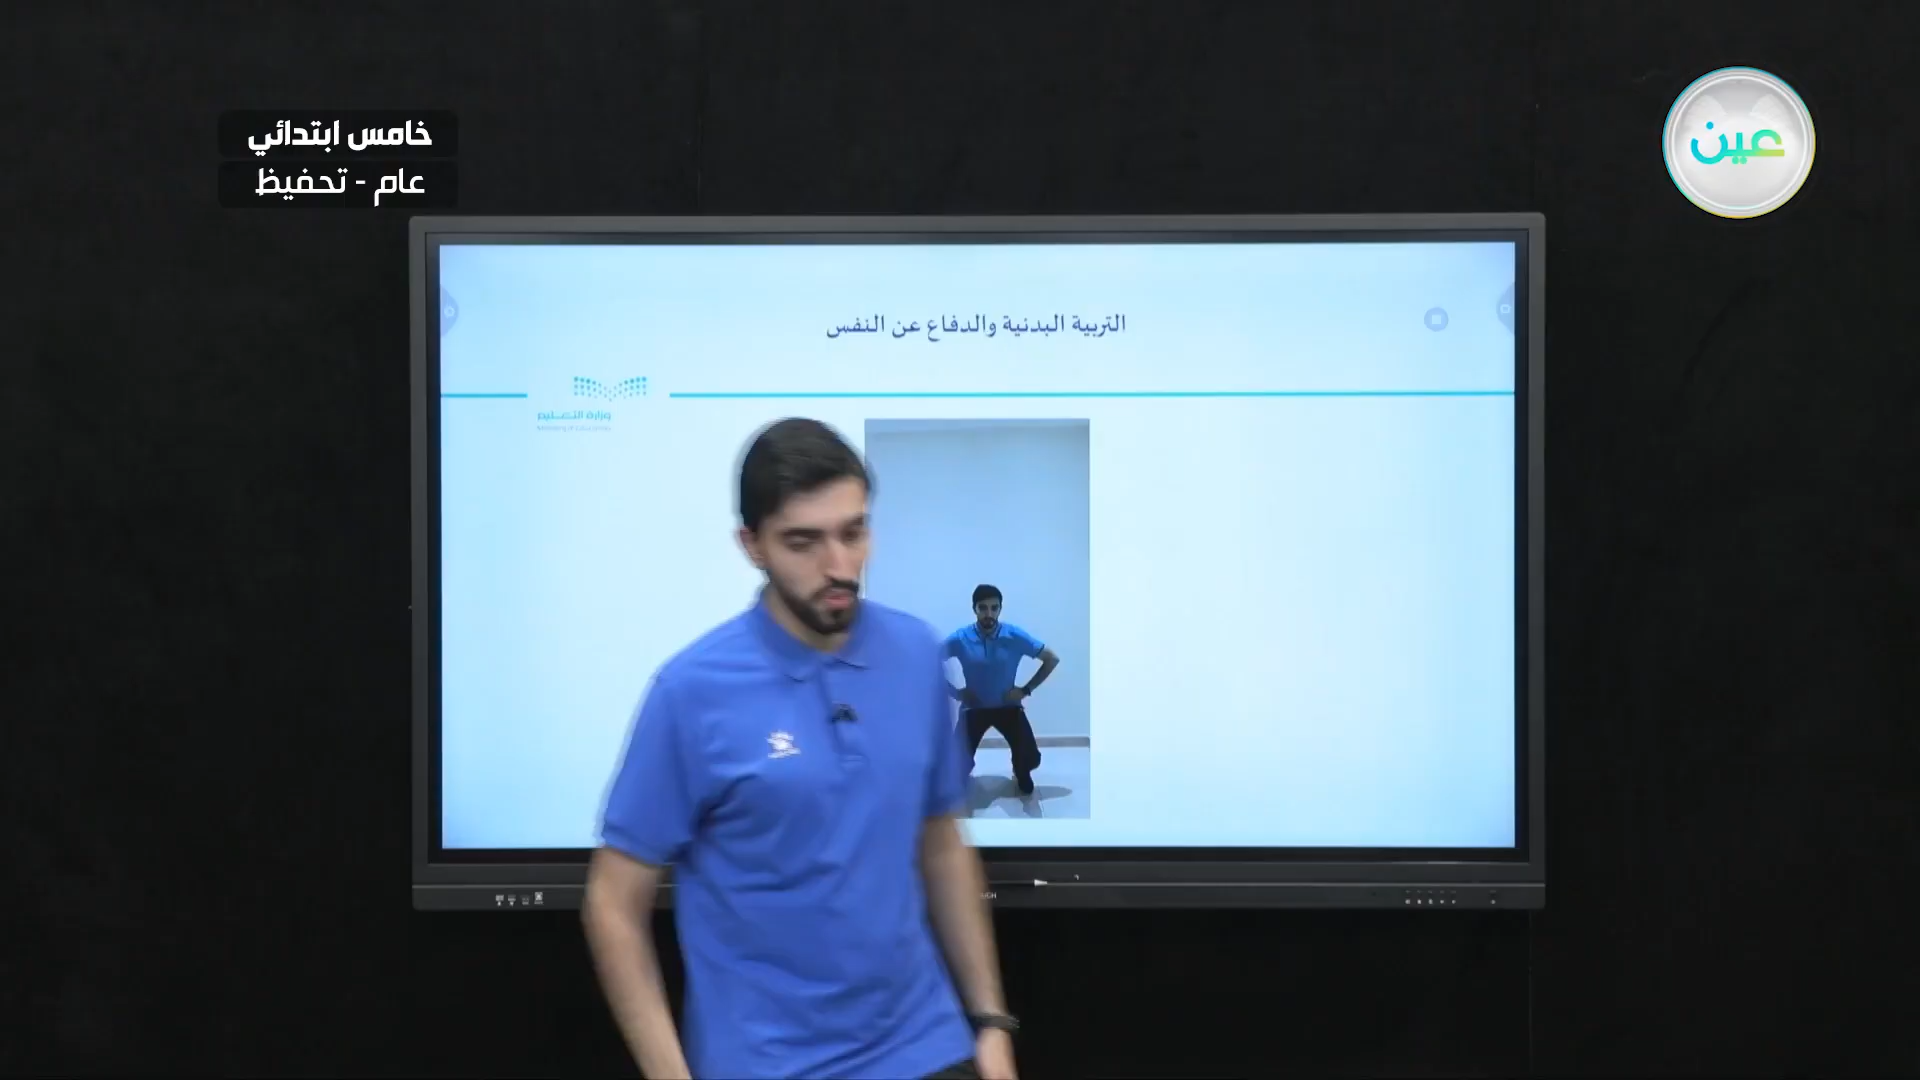 خامس ابتدائي
عام - تحفيظ
عين
التربية البدنية والدفاع عن النفس
وزارة التعليم